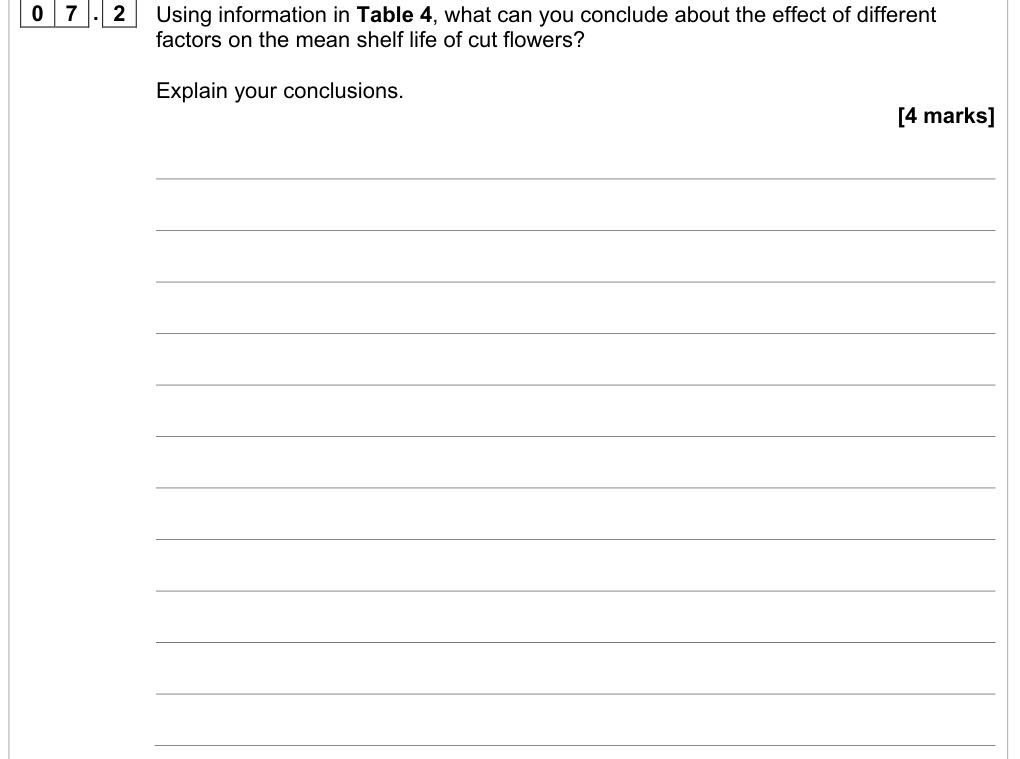 0 7 . 2 Using information in Table 4, what can you conclude about the effect of different
factors on the mean shelf life of cut flowers?
Explain your conclusions.
[4 marks]